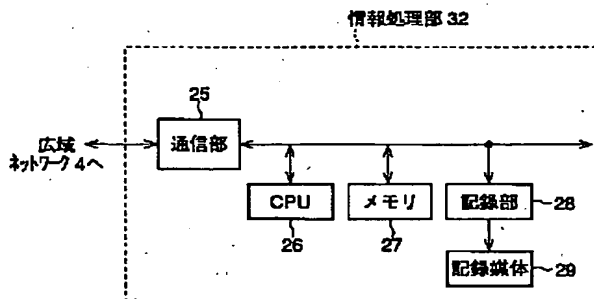 情報処理部 32
25
広域
ネットワーク 4へ
通信部
CPU
メモリ
記録部
28
26
27
記録媒体
29